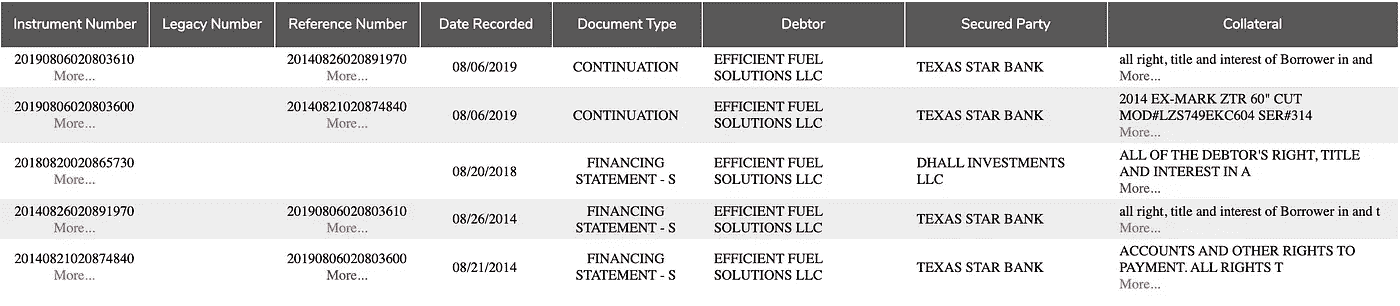 Instrument Number Legacy Number Reference Number Date Recorded Document Type Debtor Secured Party Collateral
20190806020803610 20140826020891970 08/06/2019 CONTINUATION EFFICIENT FUEL TEXAS STAR BANK all right, title and interest of Borrower in and
More... More... SOLUTIONS LLC More...
20190806020803600 20140821020874840 08/06/2019 CONTINUATION EFFICIENT FUEL TEXAS STAR BANK 2014 EX-MARK ZTR 60" CUT
More... More... SOLUTIONS LLC MOD#LZS749EKC604 SER#314
More...
20180820020865730 08/20/2018 FINANCING EFFICIENT FUEL DHALL INVESTMENTS ALL OF THE DEBTOR'S RIGHT, TITLE
More... STATEMENT - S SOLUTIONS LLC LLC AND INTEREST IN A
More...
20140826020891970 20190806020803610 08/26/2014 FINANCING EFFICIENT FUEL TEXAS STAR BANK all right, title and interest of Borrower in and t
More... More... STATEMENT - S SOLUTIONS LLC More...
20140821020874840 20190806020803600 08/21/2014 FINANCING EFFICIENT FUEL TEXAS STAR BANK ACCOUNTS AND OTHER RIGHTS TO
More... More... STATEMENT - S SOLUTIONS LLC PAYMENT. ALL RIGHTS T
More...